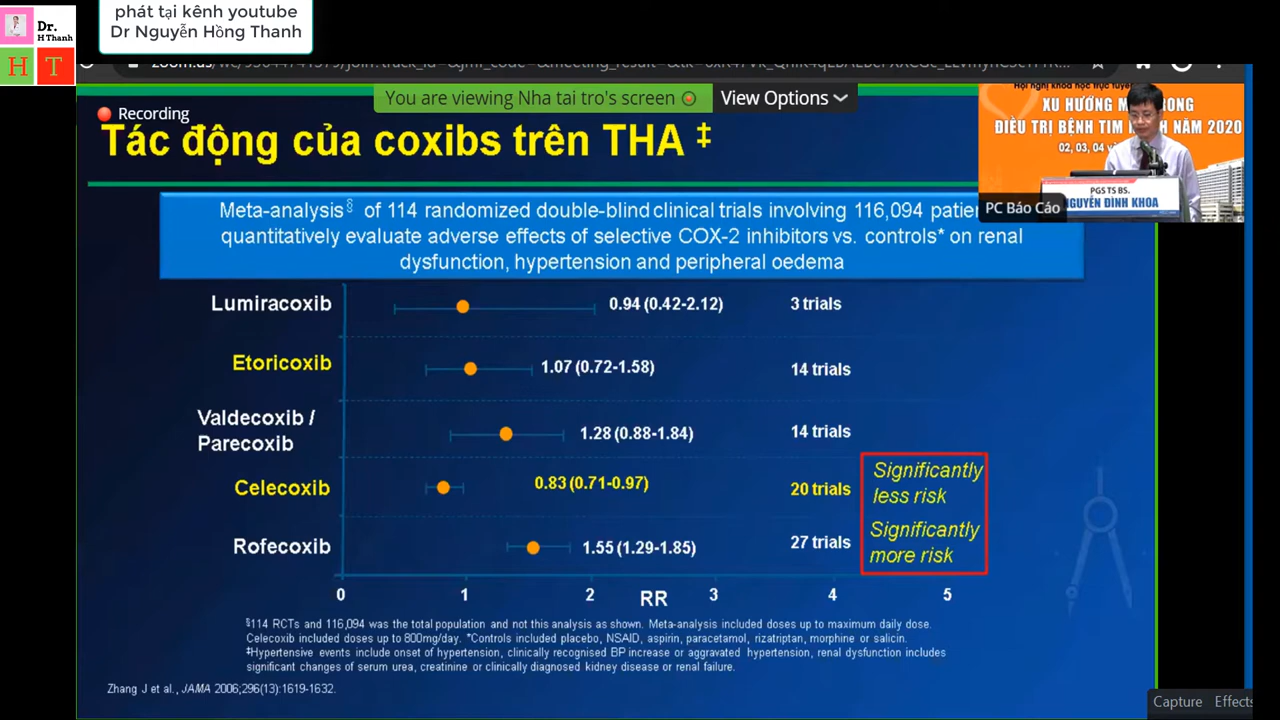 phát tại kênh youtube
Dr Nguyễn Hồng Thanh
Dr.
H Thanh
H T
You are viewing Nha tai tro's screen
View Options
Recording
Tác động của coxibs trên THA ‡
XU HƯỚNG
TRONG
ĐIỀU TRỊ BỆNH TIM
NĂM 2020
02, 03, 04
PGS TS BS.
NGUYỄN ĐÌNH KHOA
PC Báo Cáo
Meta-analysis§ of 114 randomized double-blind clinical trials involving 116,094
quantitatively evaluate adverse effects of selective COX-2 inhibitors vs. controls* on renal
dysfunction, hypertension and peripheral oedema
Lumiracoxib 0.94 (0.42-2.12) 3 trials
Etoricoxib 1.07 (0.72-1.58) 14 trials
Valdecoxib /
Parecoxib 1.28 (0.88-1.84) 14 trials
Celecoxib 0.83 (0.71-0.97) 20 trials
Significantly
less risk
Rofecoxib 1.55 (1.29-1.85) 27 trials
Significantly
more risk
0 1 2 3 4 5
RR
§114 RCTs and 116,094 was the total population and not this analysis as shown. Meta-analysis included doses up to maximum daily dose.
Celecoxib included doses up to 800mg/day. *Controls included placebo, NSAID, aspirin, paracetamol, rizatriptan, morphine or salicin.
‡Hypertensive events include onset of hypertension, clinically recognised BP increase or aggravated hypertension, renal dysfunction includes
significant changes of serum urea, creatinine or clinically diagnosed kidney disease or renal failure.
Zhang J et al., JAMA 2006;296(13):1619-1632.
Capture Effects